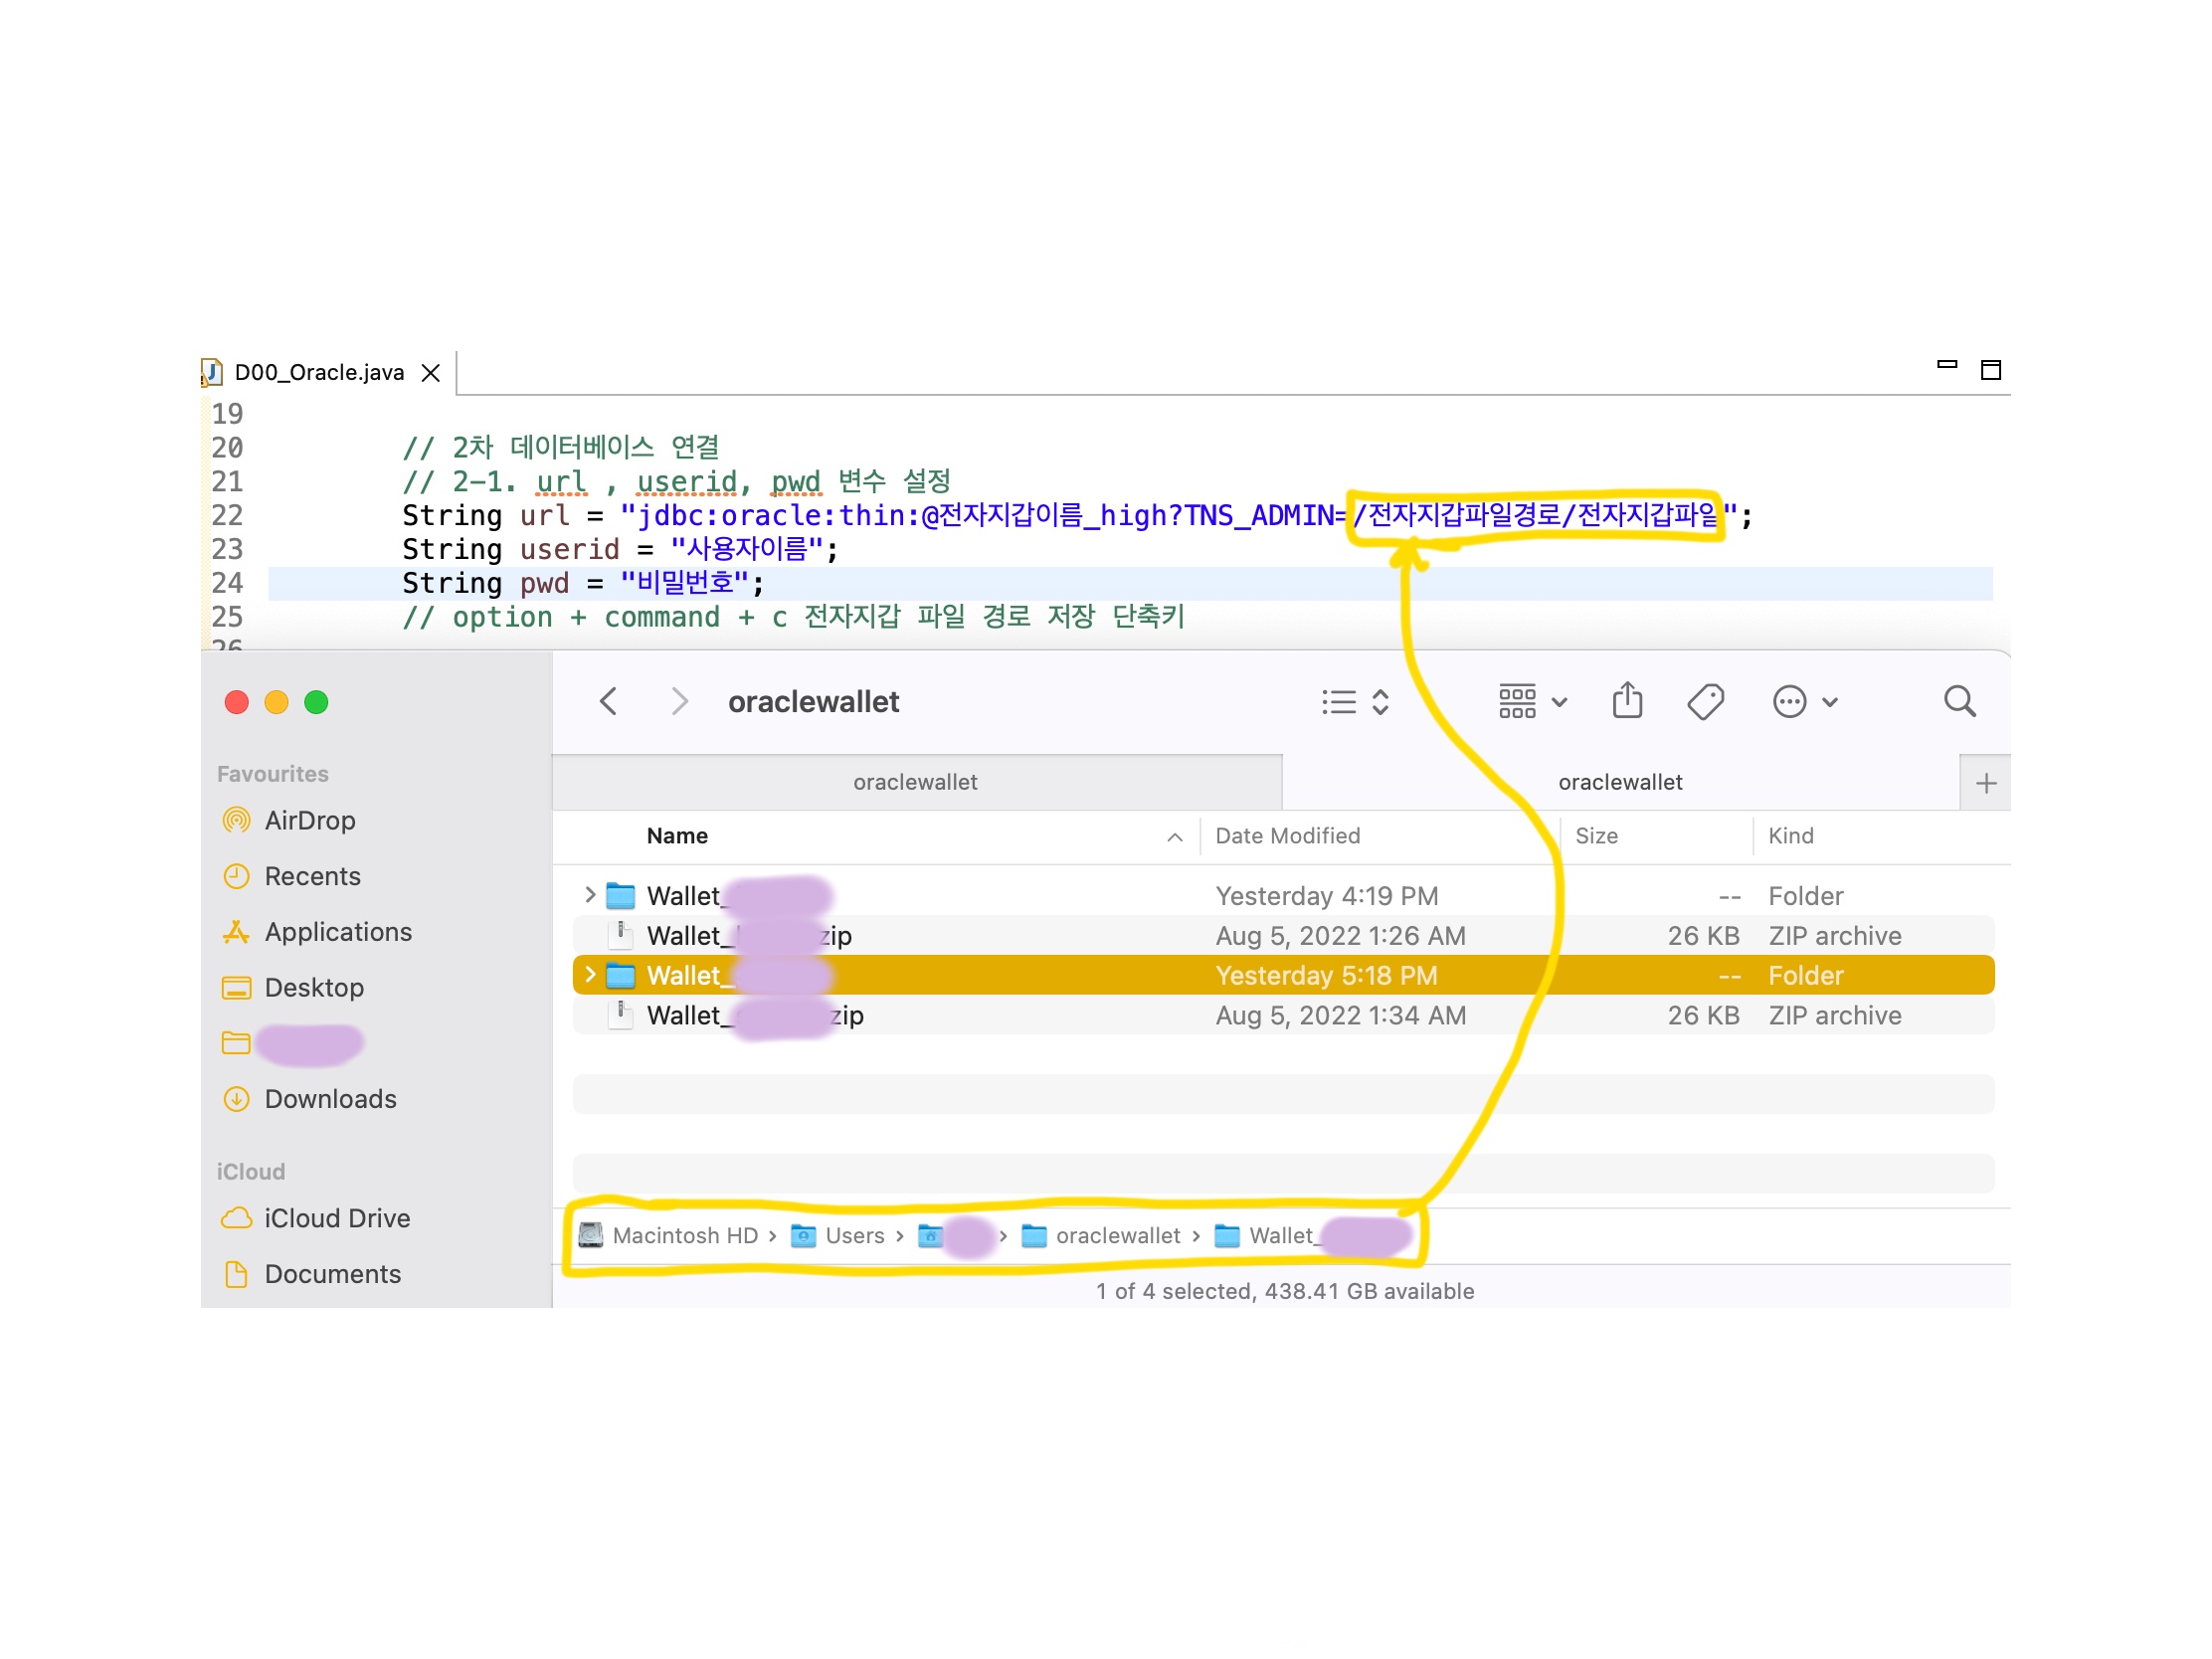 D00_Oracle.java
19
20 // 2차 데이터베이스 연결
21 // 2-1. url , userid, pwd 변수 설정
22 String url = "jdbc:oracle:thin:@전자지갑이름_high?TNS_ADMIN=/전자지갑파일경로/전자지갑파일";
23 String userid = "사용자이름";
24 String pwd = "비밀번호";
25 // option + command + c 전자지갑 파일 경로 저장 단축키
26
oraclewallet
oraclewallet oraclewallet
Favourites
AirDrop
Recents
Applications
Desktop
Downloads
iCloud
iCloud Drive
Documents
Name Date Modified Size Kind
Wallet_ Yesterday 4:19 PM -- Folder
Wallet_ zip Aug 5, 2022 1:26 AM 26 KB ZIP archive
Wallet_ Yesterday 5:18 PM -- Folder
Wallet_ zip Aug 5, 2022 1:34 AM 26 KB ZIP archive
Macintosh HD › Users › › oraclewallet › Wallet_
1 of 4 selected, 438.41 GB available